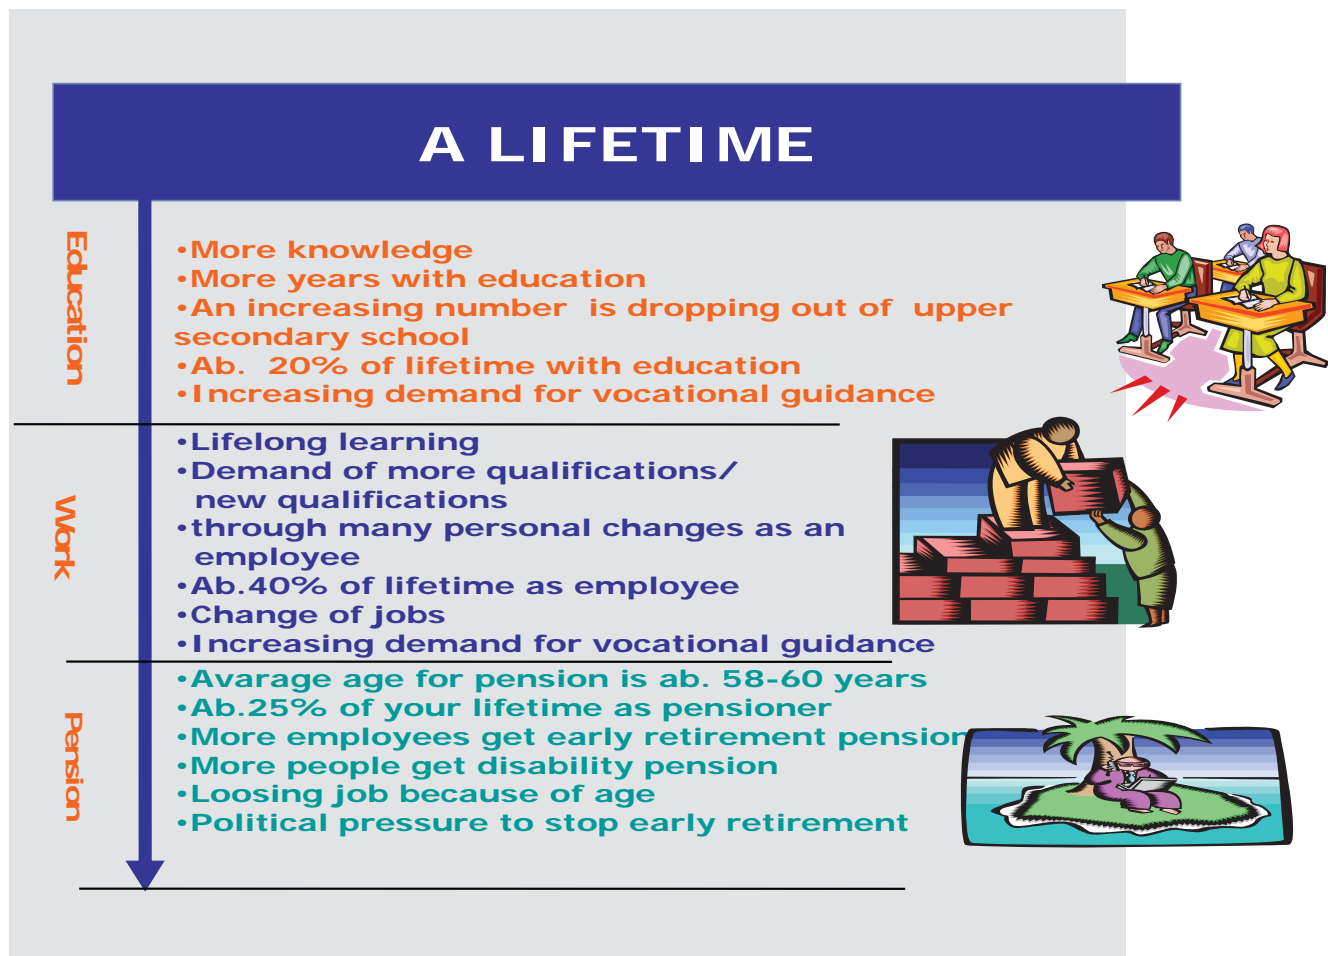 A LIFETIME
Education
•More knowledge
•More years with education
•An increasing number is dropping out of upper
secondary school
•Ab. 20% of lifetime with education
•Increasing demand for vocational guidance
Work
•Lifelong learning
•Demand of more qualifications/
new qualifications
•through many personal changes as an
employee
•Ab.40% of lifetime as employee
•Change of jobs
•Increasing demand for vocational guidance
Pension
•Avarage age for pension is ab. 58-60 years
•Ab.25% of your lifetime as pensioner
•More employees get early retirement pension
•More people get disability pension
•Loosing job because of age
•Political pressure to stop early retirement